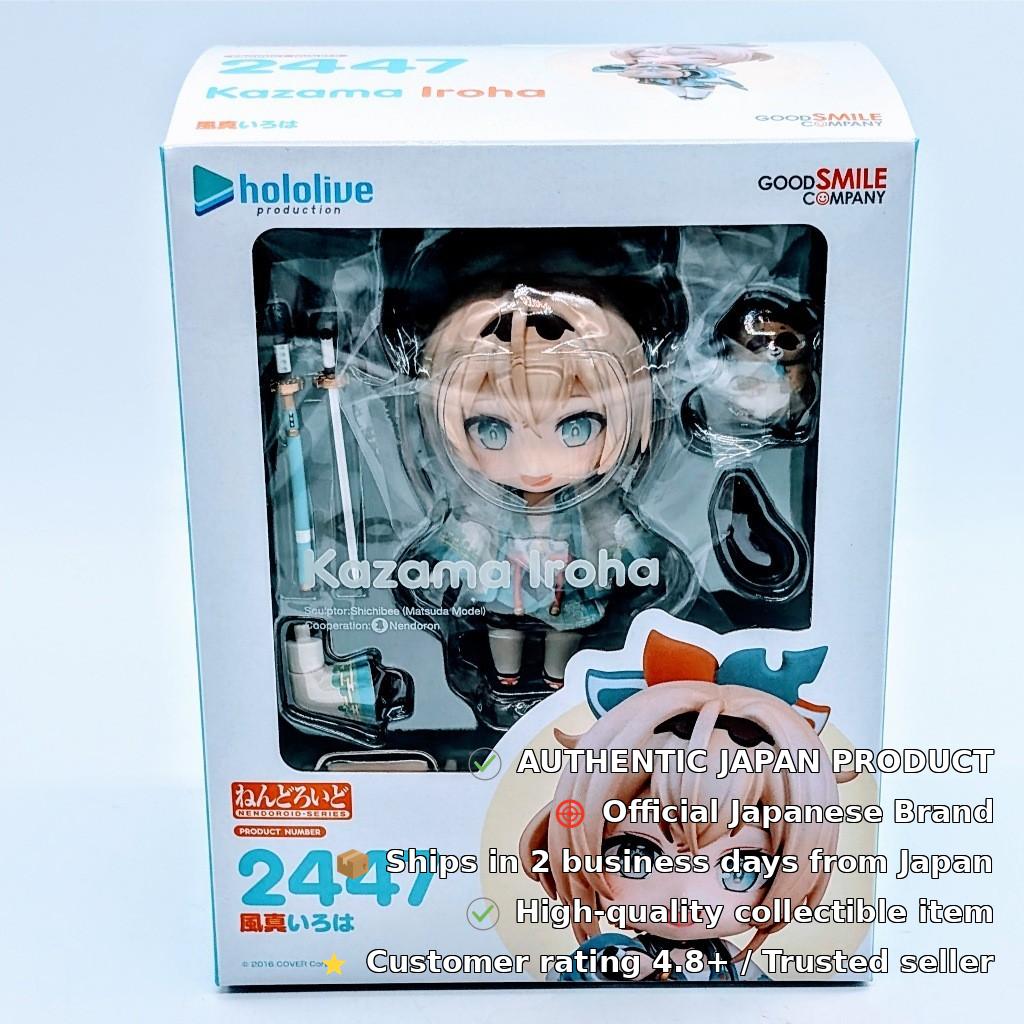 2447
Kazama Iroha
風真いろは
GOOD SMILE
COMPANY
hololive
production
GOOD SMILE
COMPANY
Kazama Iroha
Sculptor:Shichibee (Matsuda Model)
Cooperation: Nendoron
✓ AUTHENTIC JAPAN PRODUCT
ねんどろいど
NENDOROID·SERIES
Official Japanese Brand
PRODUCT NUMBER
2447
Ships in 2 business days from Japan
風真いろは
✓ High-quality collectible item
© 2016 COVER
Customer rating 4.8+ / Trusted seller